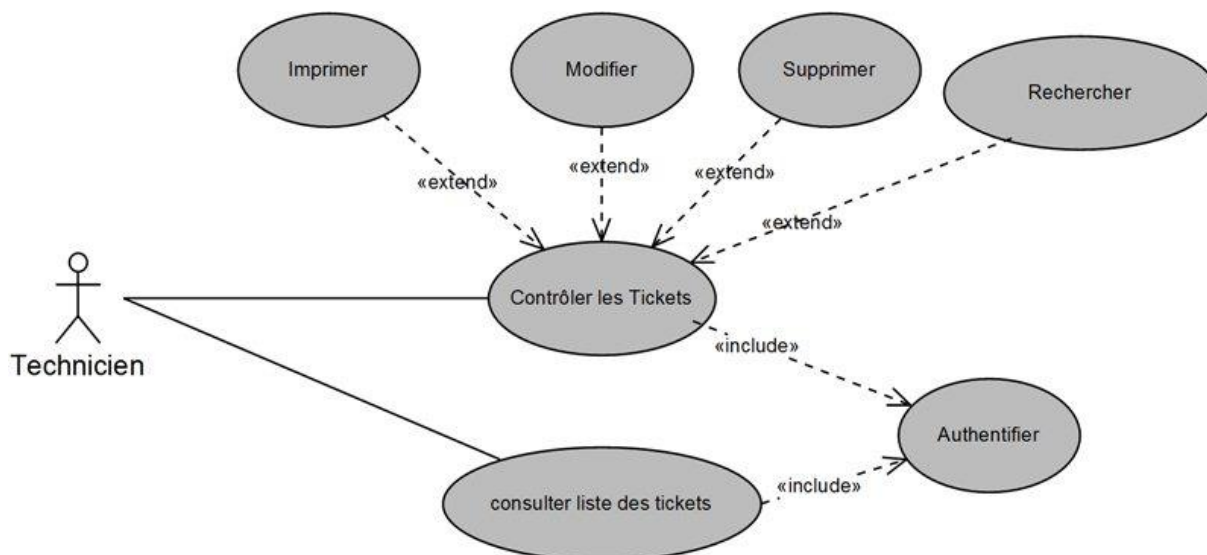 Imprimer
Modifier
Supprimer
Rechercher
«extend»
«extend»
«extend»
«extend»
Contrôler les Tickets
Technicien
«include»
Authentifier
«include»
consulter liste des tickets